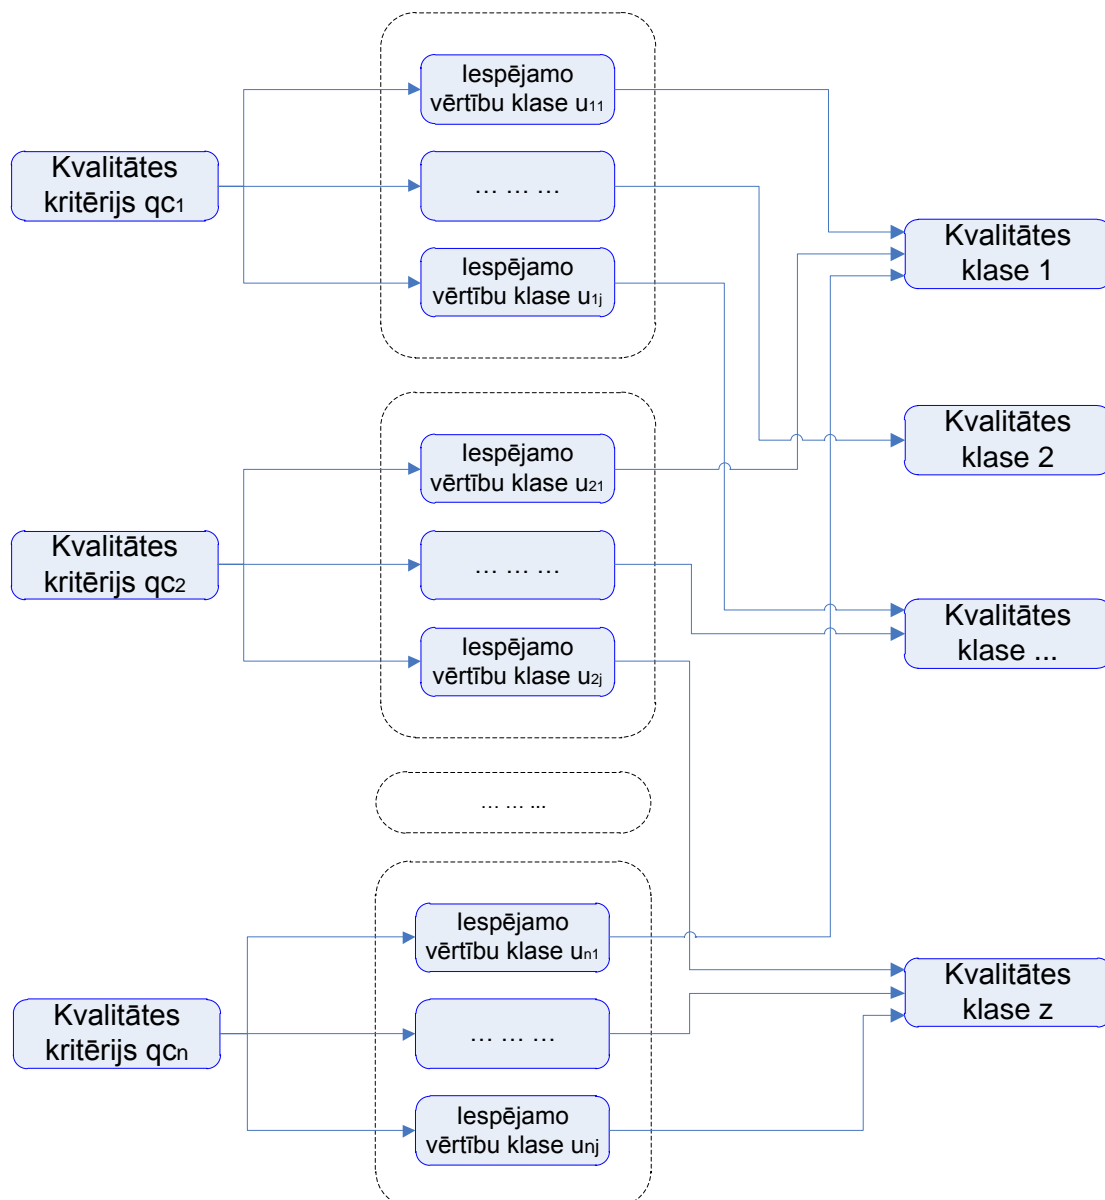 Iespējamo
vērtību klase u11
Kvalitātes
kritērijs qc1
... ... ...
Iespējamo
vērtību klase u1j
Kvalitātes
klase 1
Kvalitātes
klase 2
Iespējamo
vērtību klase u21
Kvalitātes
kritērijs qc2
... ... ...
Iespējamo
vērtību klase u2j
Kvalitātes
klase ...
... ... ...
Iespējamo
vērtību klase un1
Kvalitātes
kritērijs qcn
... ... ...
Iespējamo
vērtību klase unj
Kvalitātes
klase z